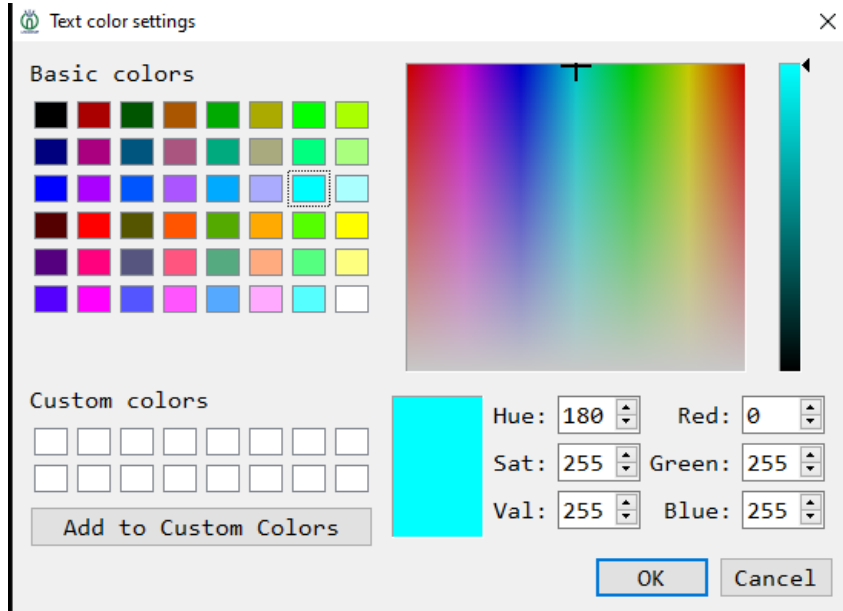 Text color settings
Basic colors
Custom colors
Add to Custom Colors
Hue: 180 Red: 0
Sat: 255 Green: 255
Val: 255 Blue: 255
OK Cancel